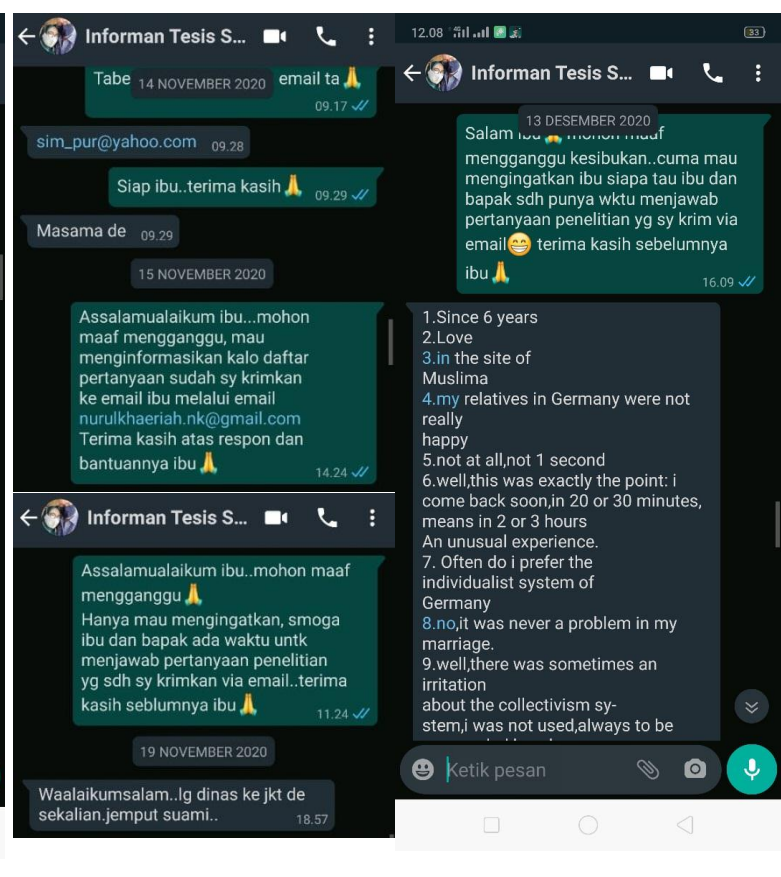 Informan Tesis S...
Tabe
14 NOVEMBER 2020
email ta🙏
09.17
sim_pur@yahoo.com 09.28
Siap ibu..terima kasih🙏 09.29
Masama de 09.29
15 NOVEMBER 2020
Assalamualaikum ibu...mohon
maaf mengganggu, mau
menginformasikan kalo daftar
pertanyaan sudah sy krimkan
ke email ibu melalui email
nurulkhaeriah.nk@gmail.com
Terima kasih atas respon dan
bantuannya ibu🙏
14.24
Informan Tesis S...
Assalamualaikum ibu..mohon maaf
mengganggu🙏
Hanya mau mengingatkan, smoga
ibu dan bapak ada waktu untk
menjawab pertanyaan penelitian
yg sdh sy krimkan via email..terima
kasih seblumnya ibu🙏
11.24
19 NOVEMBER 2020
Waalaikumsalam..lg dinas ke jkt de
sekalian.jemput suami..
18.57
12.08
33
Informan Tesis S...
13 DESEMBER 2020
Salam ibu🙏 mohon maaf
mengganggu kesibukan..cuma mau
mengingatkan ibu siapa tau ibu dan
bapak sdh punya wktu menjawab
pertanyaan penelitian yg sy krim via
email😁 terima kasih sebelumnya
ibu🙏
16.09
1.Since 6 years
2.Love
3.in the site of
Muslima
4.my relatives in Germany were not
really
happy
5.not at all,not 1 second
6.well,this was exactly the point: i
come back soon,in 20 or 30 minutes,
means in 2 or 3 hours
An unusual experience.
7. Often do i prefer the
individualist system of
Germany
8.no,it was never a problem in my
marriage.
9.well,there was sometimes an
irritation
about the collectivism sy-
stem,i was not used,always to be
Ketik pesan